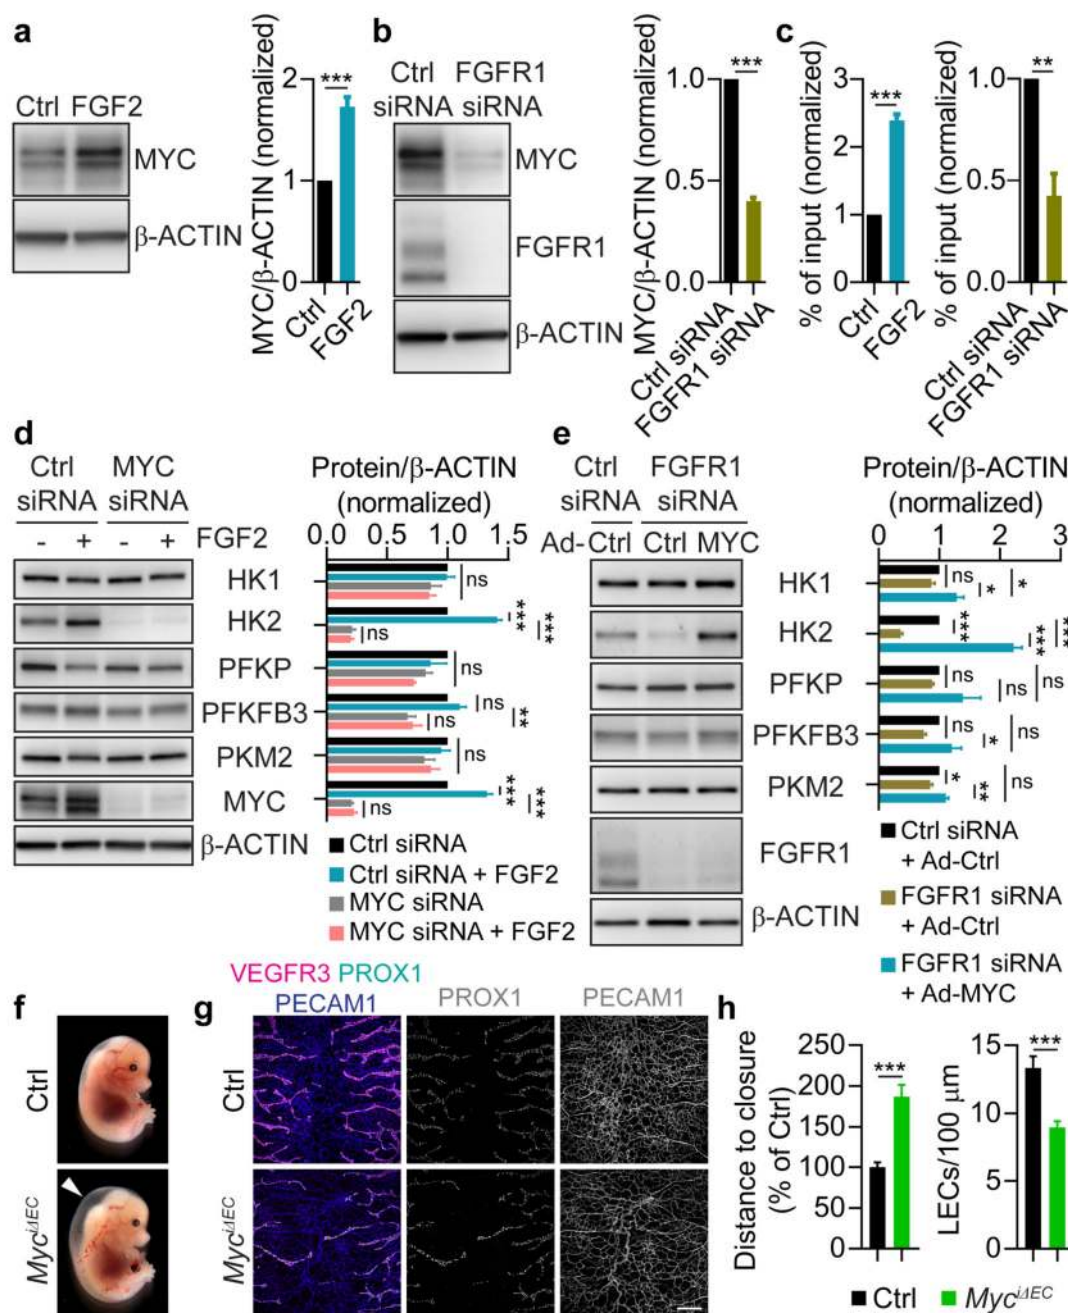 a
Ctrl FGF2
MYC
β-ACTIN
MYC/β-ACTIN (normalized)
2
1
0
***
Ctrl
FGF2
b
Ctrl FGFR1
siRNA siRNA
MYC
FGFR1
β-ACTIN
MYC/β-ACTIN (normalized)
1.0
0.5
0.0
***
Ctrl siRNA
FGFR1 siRNA
c
% of input (normalized)
3
2
1
0
***
Ctrl
FGF2
% of input (normalized)
1.0
0.5
0.0
**
Ctrl siRNA
FGFR1 siRNA
d
Ctrl MYC
siRNA siRNA
- + - + FGF2
HK1
HK2
PFKP
PFKFB3
PKM2
MYC
β-ACTIN
Protein/β-ACTIN
(normalized)
0.0 0.5 1.0 1.5
ns
ns *** ***
ns
ns ns **
ns
ns *** ***
Ctrl siRNA
Ctrl siRNA + FGF2
MYC siRNA
MYC siRNA + FGF2
e
Ctrl FGFR1
siRNA siRNA
Ad- Ctrl Ctrl MYC
HK1
HK2
PFKP
PFKFB3
PKM2
FGFR1
β-ACTIN
Protein/β-ACTIN
(normalized)
0 1 2 3
ns * *
*** *** ***
ns ns ns
ns * ns
* ** ns
Ctrl siRNA
+ Ad-Ctrl
FGFR1 siRNA
+ Ad-Ctrl
FGFR1 siRNA
+ Ad-MYC
f
Ctrl
Myc^iΔEC
g
VEGFR3 PROX1
PECAM1 PROX1 PECAM1
Ctrl
Myc^iΔEC
h
Distance to closure
(% of Ctrl)
250
200
150
100
50
0
***
LECs/100 μm
15
10
5
0
***
Ctrl Myc^iΔEC